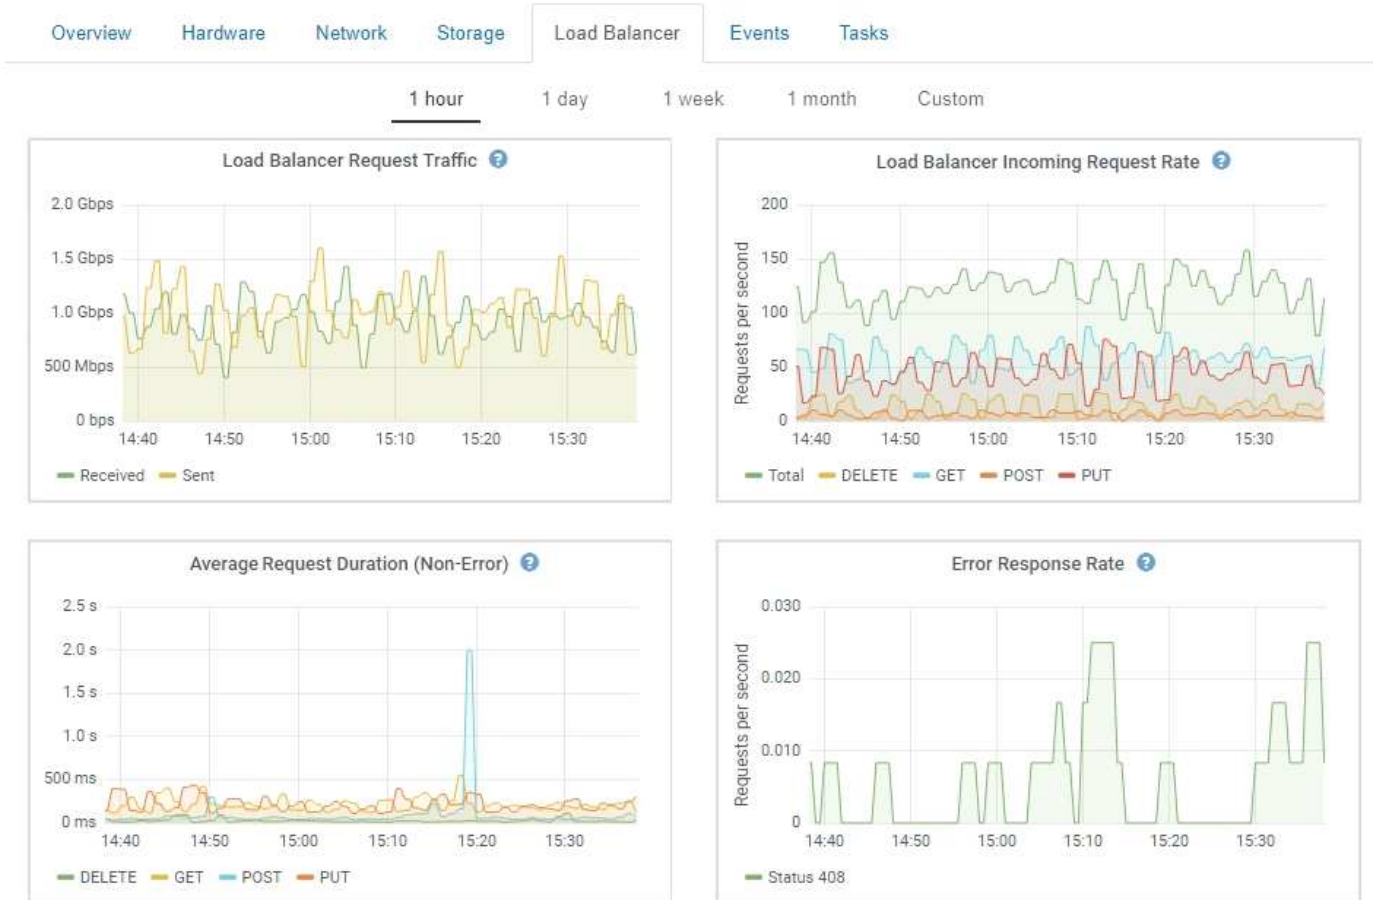 Overview Hardware Network Storage Load Balancer Events Tasks
1 hour 1 day 1 week 1 month Custom
Load Balancer Request Traffic ?
2.0 Gbps
1.5 Gbps
1.0 Gbps
500 Mbps
0 bps
14:40 14:50 15:00 15:10 15:20 15:30
Received Sent
Load Balancer Incoming Request Rate ?
Requests per second
200
150
100
50
0
14:40 14:50 15:00 15:10 15:20 15:30
Total DELETE GET POST PUT
Average Request Duration (Non-Error) ?
2.5 s
2.0 s
1.5 s
1.0 s
500 ms
0 ms
14:40 14:50 15:00 15:10 15:20 15:30
DELETE GET POST PUT
Error Response Rate ?
Requests per second
0.030
0.020
0.010
0
14:40 14:50 15:00 15:10 15:20 15:30
Status 408